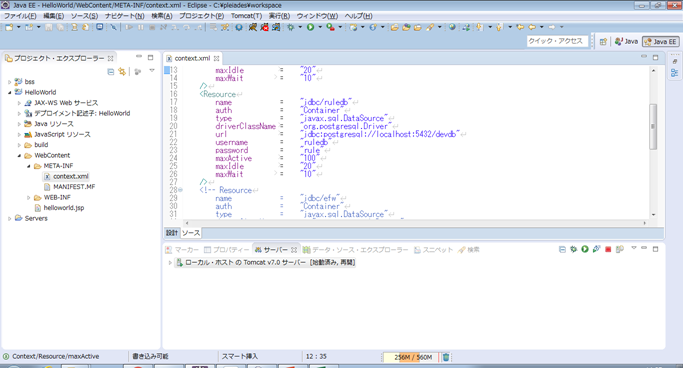 Java EE - HelloWorld/WebContent/META-INF/context.xml - Eclipse - C:¥pleiades¥workspace
ファイル(F) 編集(E) ソース(S) ナビゲート(N) 検索(A) プロジェクト(P) Tomcat(T) 実行(R) ウィンドウ(W) ヘルプ(H)
クイック・アクセス Java Java EE
プロジェクト・エクスプローラー
bss
HelloWorld
JAX-WS Web サービス
デプロイメント記述子: HelloWorld
Java リソース
JavaScript リソース
build
WebContent
META-INF
context.xml
MANIFEST.MF
WEB-INF
helloworld.jsp
Servers
context.xml
13 maxIdle = "20"
14 maxWait = "10"
15 />
16 <Resource
17 name = "jdbc/ruledb"
18 auth = "Container"
19 type = "javax.sql.DataSource"
20 driverClassName = "org.postgresql.Driver"
21 url = "jdbc:postgresql://localhost:5432/devdb"
22 username = "ruledb"
23 password = "rule"
24 maxActive = "100"
25 maxIdle = "20"
26 maxWait = "10"
27 />
28 <!-- Resource
29 name = "jdbc/efw"
30 auth = "Container"
31 type = "javax.sql.DataSource"
設計 ソース
マーカー プロパティー サーバー データ・ソース・エクスプローラー スニペット 検索
ローカル・ホスト の Tomcat v7.0 サーバー [始動済み, 再開]
Context/Resource/maxActive 書き込み可能 スマート挿入 12 : 35 256M / 560M